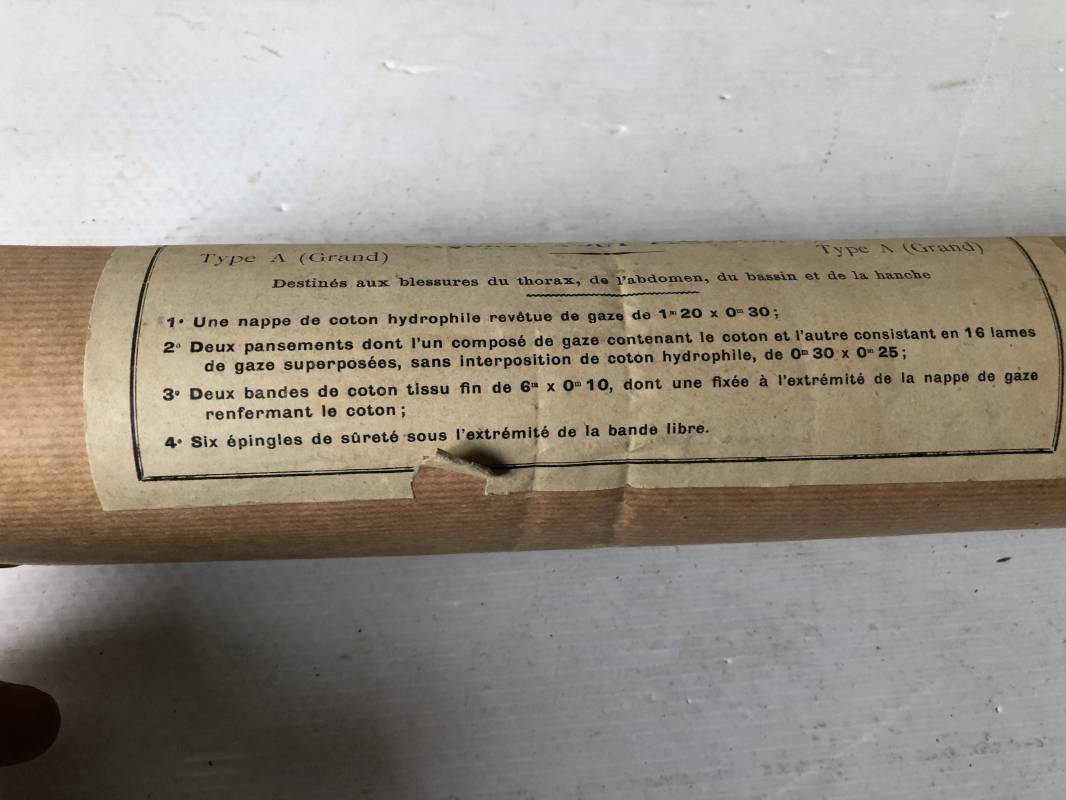 Type A (Grand) Type A (Grand)
Destinés aux blessures du thorax, de l'abdomen, du bassin et de la hanche
1° Une nappe de coton hydrophile revêtue de gaze de 1ᵐ 20 x 0ᵐ 30 ;
2° Deux pansements dont l'un composé de gaze contenant le coton et l'autre consistant en 16 lames
de gaze superposées, sans interposition de coton hydrophile, de 0ᵐ 30 x 0ᵐ 25 ;
3° Deux bandes de coton tissu fin de 6ᵐ x 0ᵐ 10, dont une fixée à l'extrémité de la nappe de gaze
renfermant le coton ;
4° Six épingles de sûreté sous l'extrémité de la bande libre.